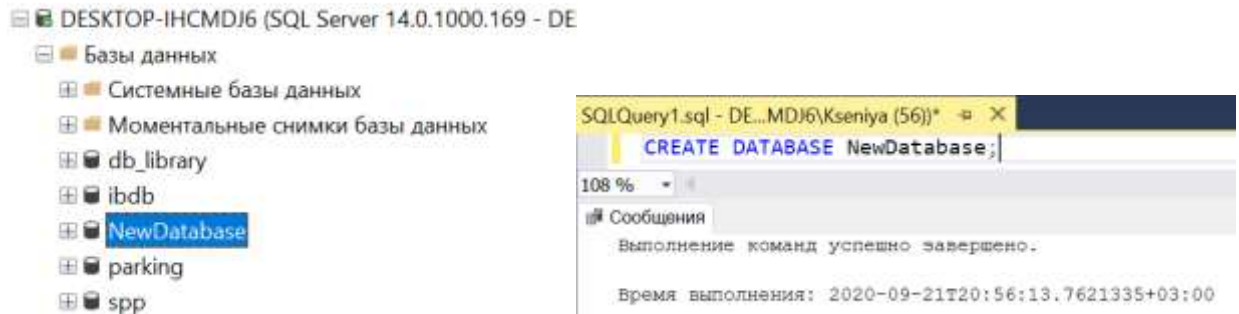 DESKTOP-IHCMDJ6 (SQL Server 14.0.1000.169 - DE
Базы данных
Системные базы данных
Моментальные снимки базы данных
db_library
ibdb
NewDatabase
parking
spp
SQLQuery1.sql - DE...MDJ6\Kseniya (56))*
CREATE DATABASE NewDatabase;
108 %
Сообщения
Выполнение команд успешно завершено.
Время выполнения: 2020-09-21T20:56:13.7621335+03:00